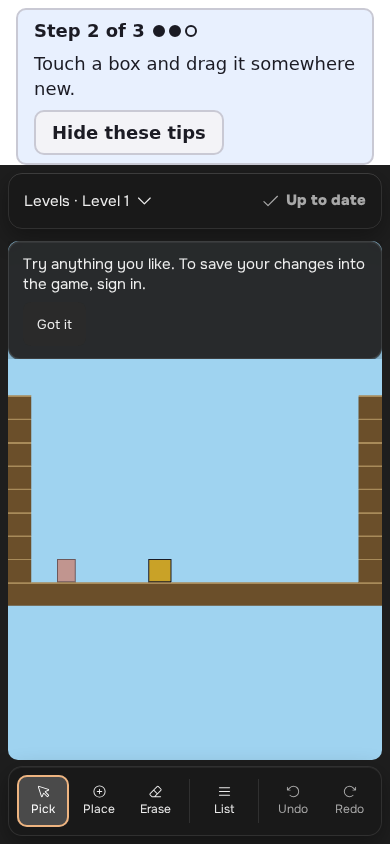 Step 2 of 3
Touch a box and drag it somewhere
new.
Hide these tips
Levels · Level 1
Up to date
Try anything you like. To save your changes into
the game, sign in.
Got it
Pick
Place
Erase
List
Undo
Redo